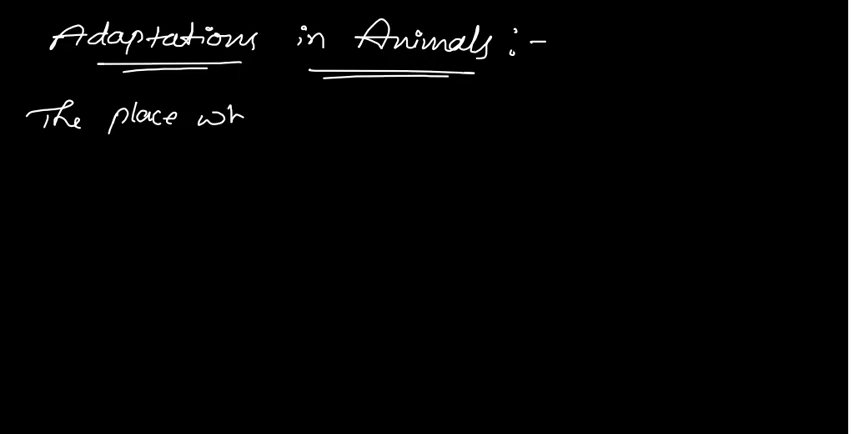 Adaptations in Animals :-
The place wh